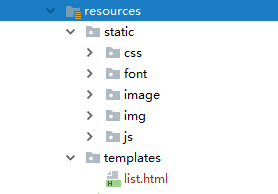 resources
static
css
font
image
img
js
templates
list.html